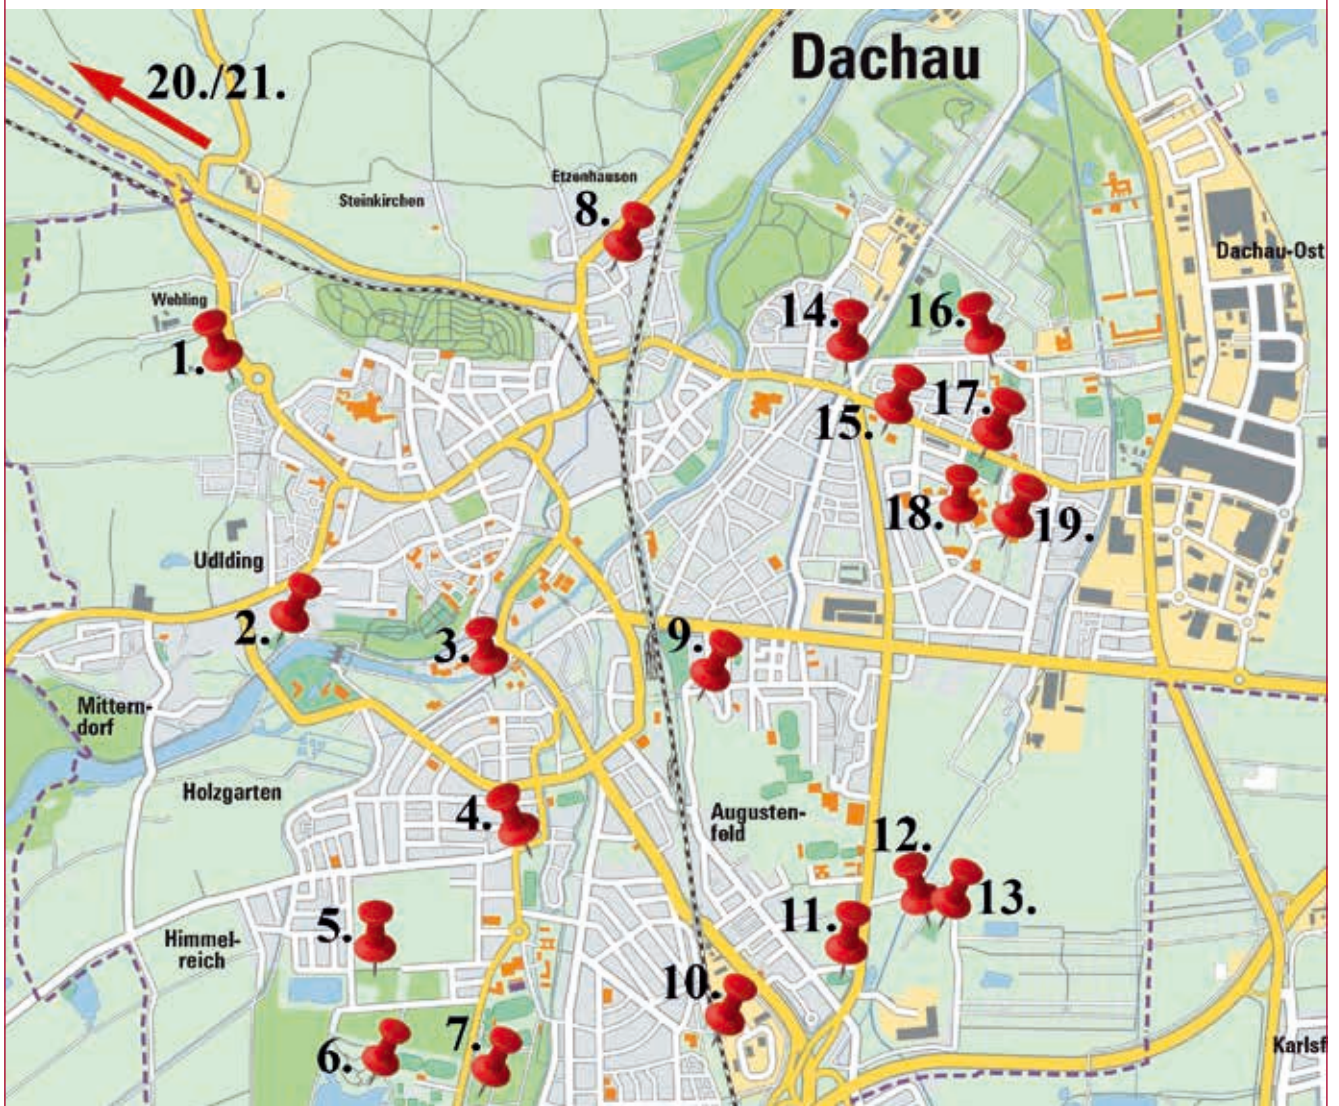 Dachau
20./21.
Etzenhausen
Steinkirchen
8.
Dachau-Ost
Webling
14.
16.
1.
17.
15.
18.
19.
Udlding
2.
3.
9.
Mittern-
dorf
Holzgarten
4.
Augusten-
feld
12.
13.
5.
11.
Himmel-
reich
10.
7.
6.
Karlsf